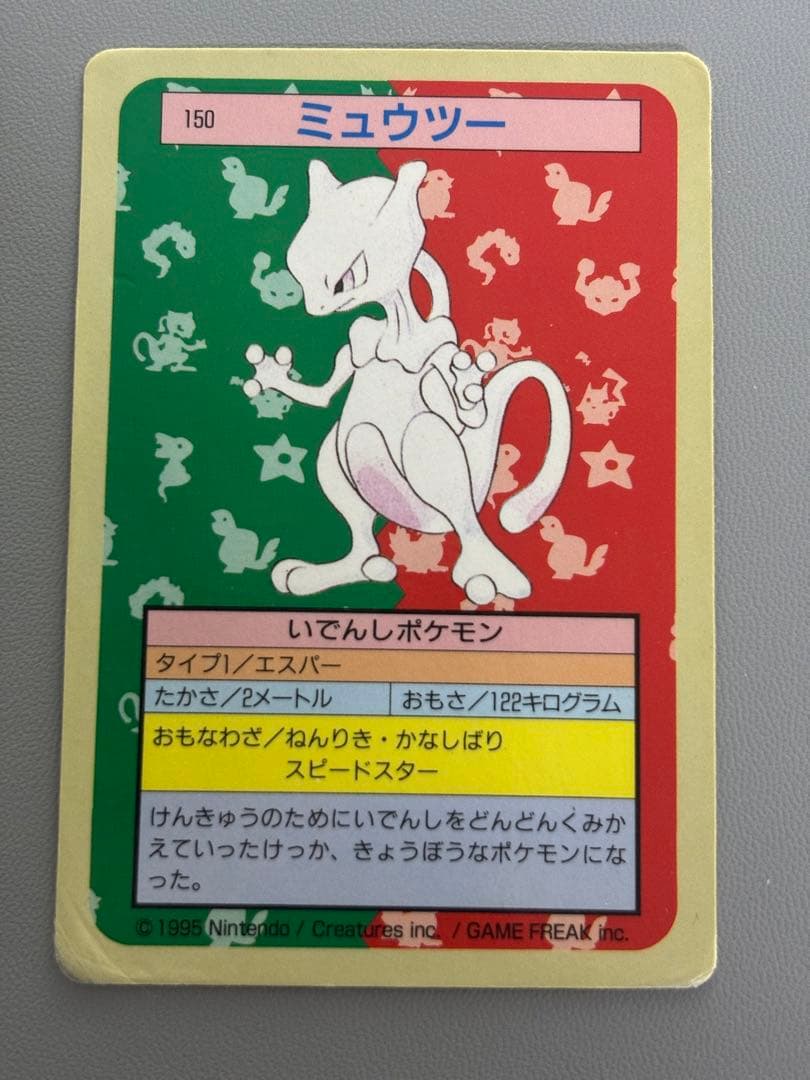 150 ミュウツー
いでんしポケモン
タイプ1／エスパー
たかさ／2メートル おもさ／122キログラム
おもなわざ／ねんりき・かなしばり
スピードスター
けんきゅうのためにいでんしをどんどんくみか
えていったけっか、きょうぼうなポケモンにな
った。
© 1995 Nintendo / Creatures inc. / GAME FREAK inc.